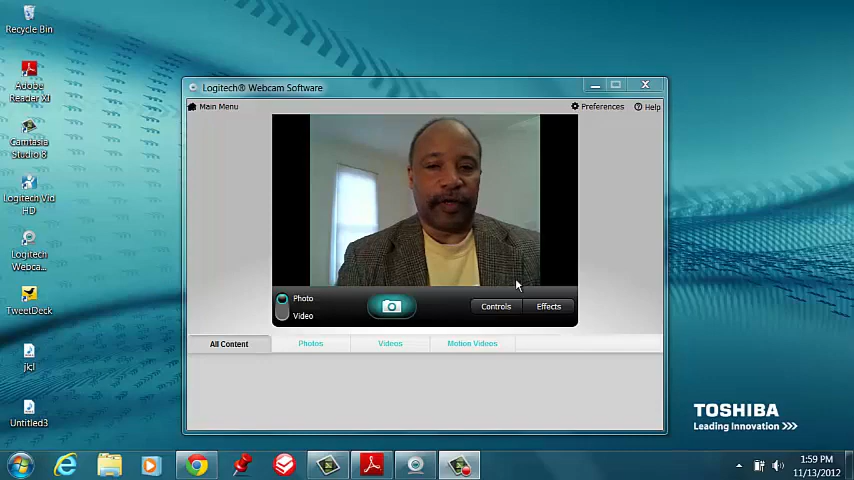 Recycle Bin
Adobe
Reader XI
Camtasia
Studio 8
Logitech Vid
HD
Logitech
Webca...
TweetDeck
jkl
Untitled3
Logitech® Webcam Software
Main Menu
Preferences
Help
Photo
Video
Controls
Effects
All Content
Photos
Videos
Motion Videos
TOSHIBA
Leading Innovation >>>
1:59 PM
11/13/2012